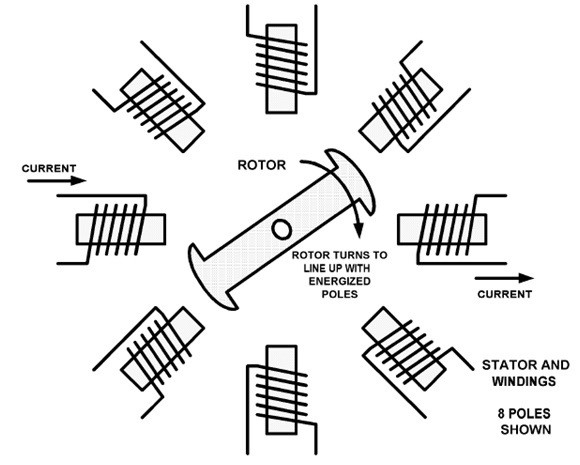 CURRENT
ROTOR
ROTOR TURNS TO
LINE UP WITH
ENERGIZED
POLES
CURRENT
STATOR AND
WINDINGS
8 POLES
SHOWN